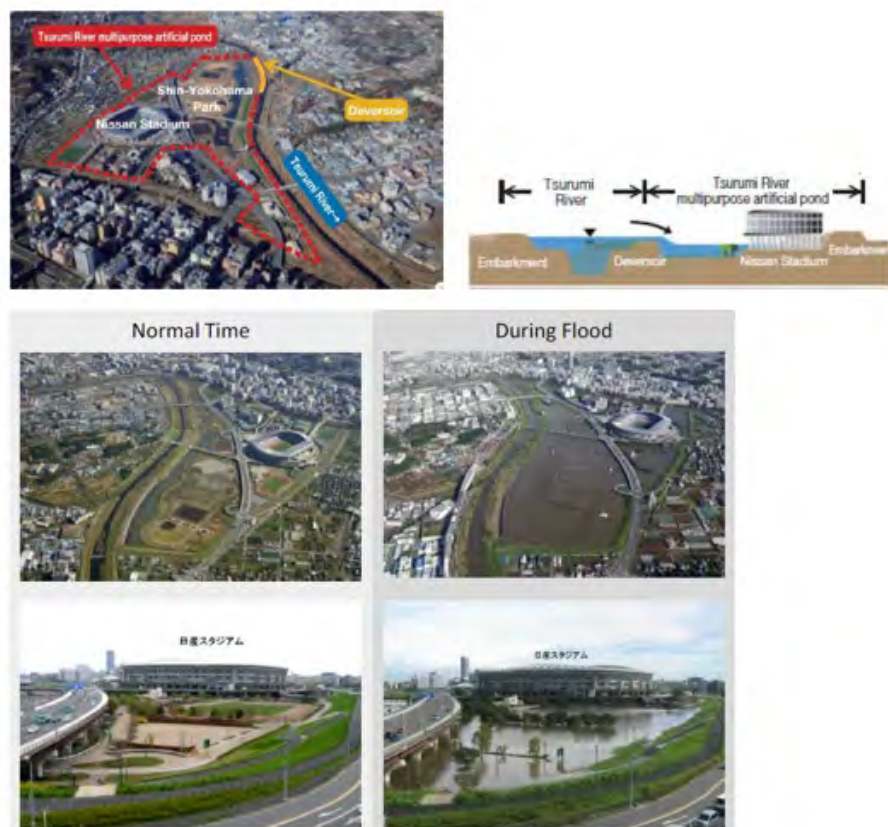 Tsurumi River multipurpose artificial pond
Shin-Yokohama
Park
Deversoir
Nissan Stadium
Tsurumi River→
Tsurumi
River
Tsurumi River
multipurpose artificial pond
Embarkment
Deversoir
Nissan Stadium
Embarkment
Normal Time
During Flood
日産スタジアム
日産スタジアム